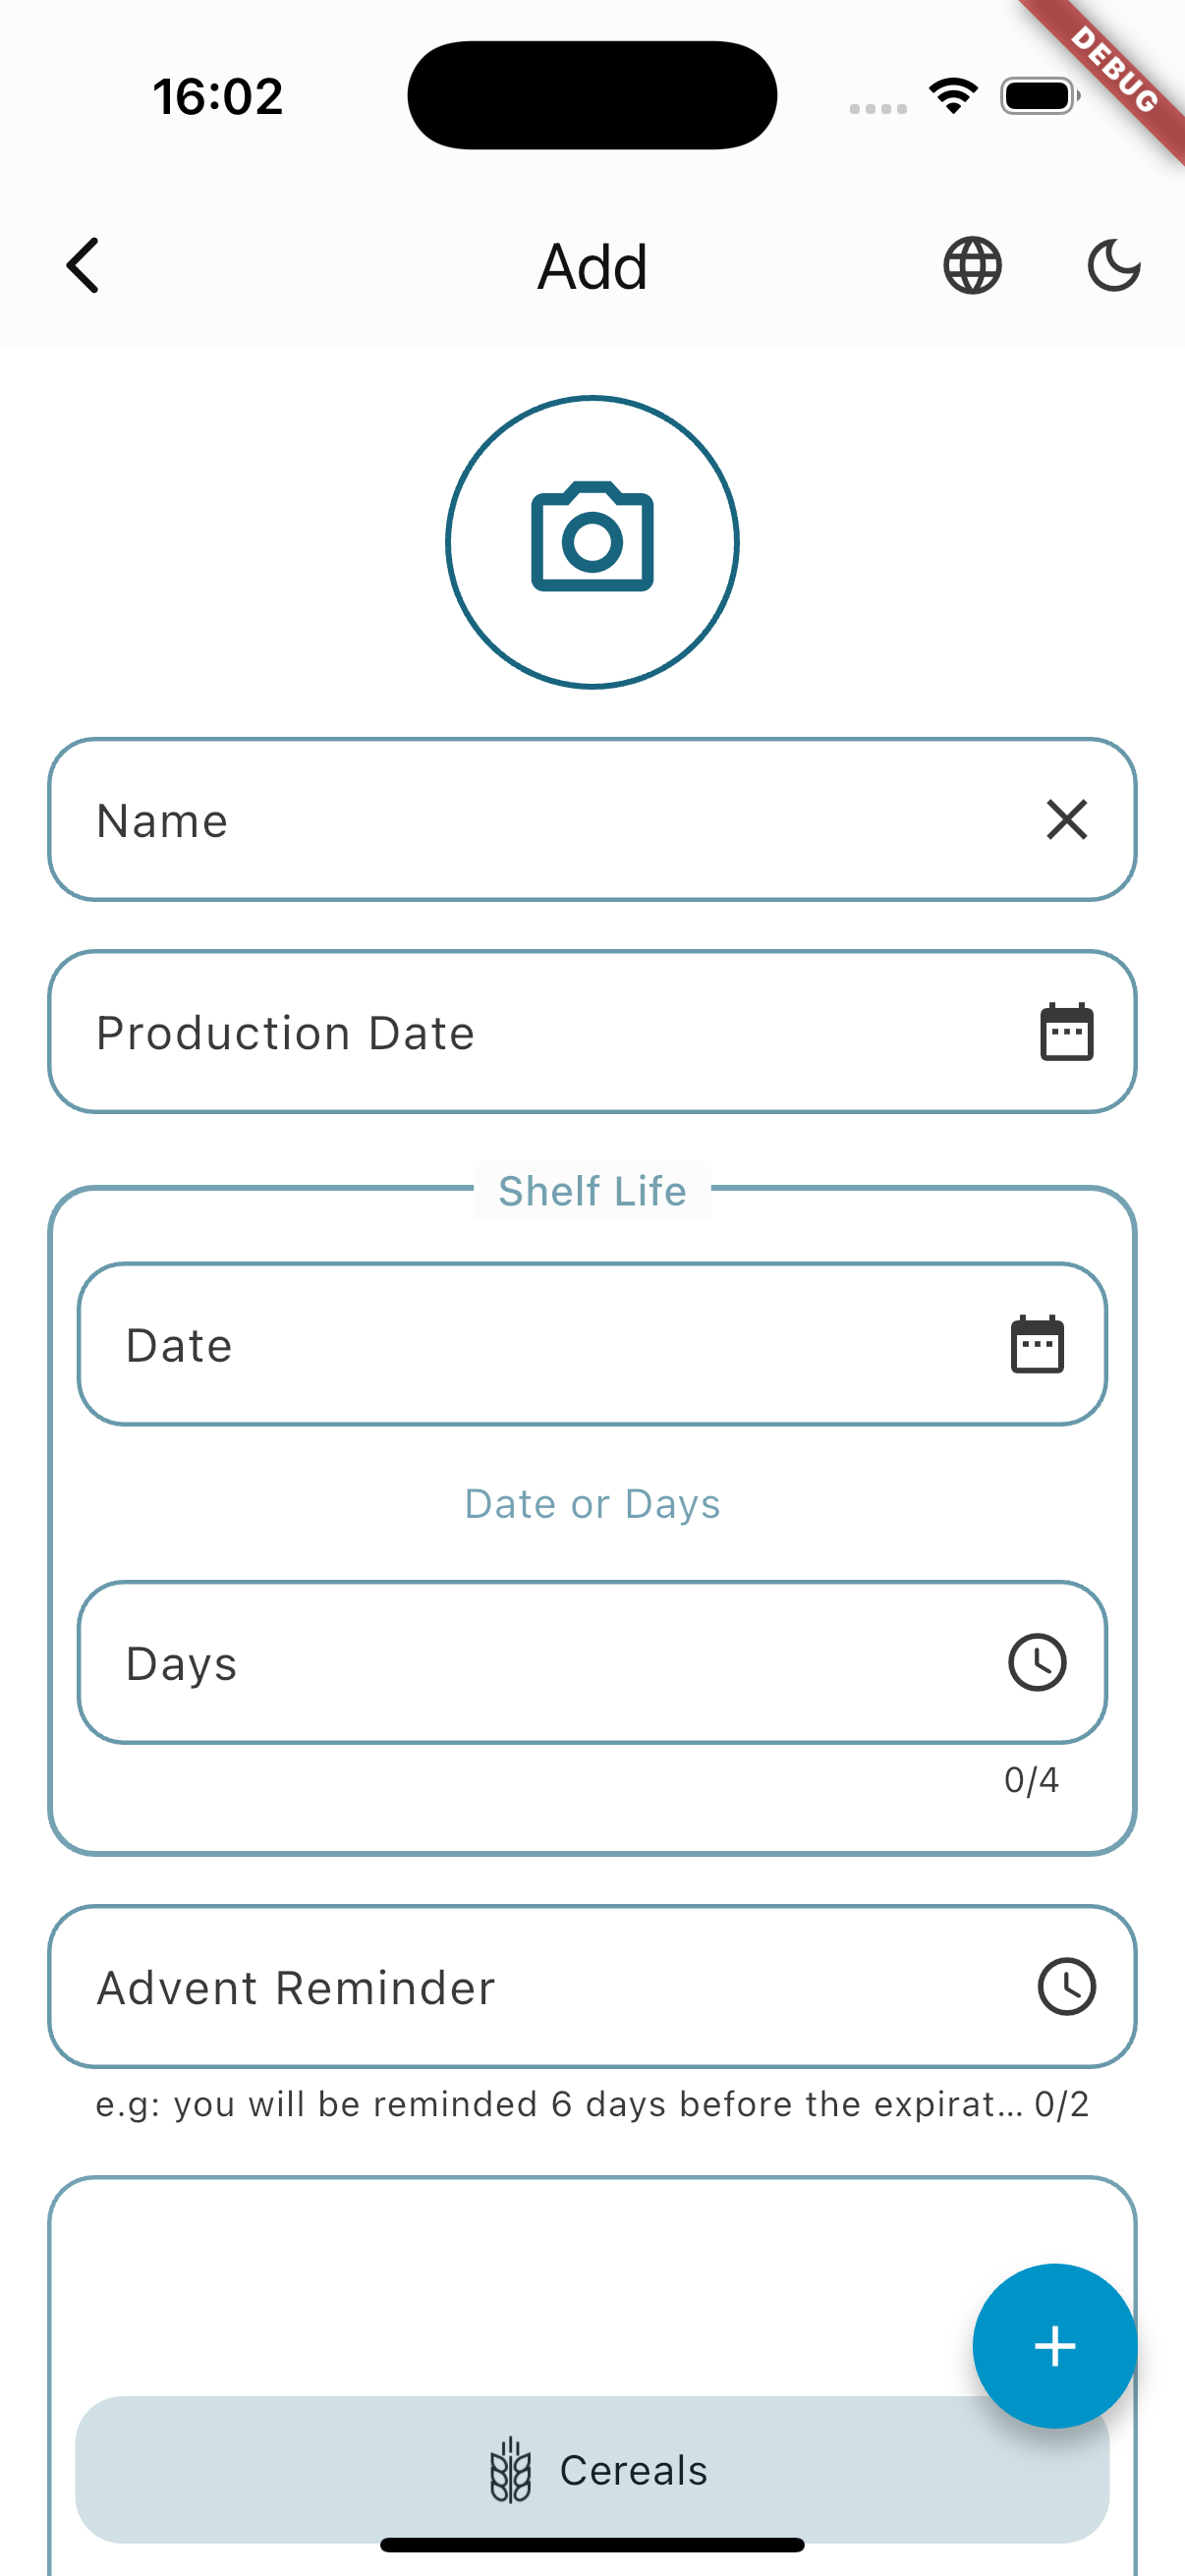 16:02
DEBUG
Add
Name
Production Date
Shelf Life
Date
Date or Days
Days
0/4
Advent Reminder
e.g: you will be reminded 6 days before the expirat... 0/2
Cereals